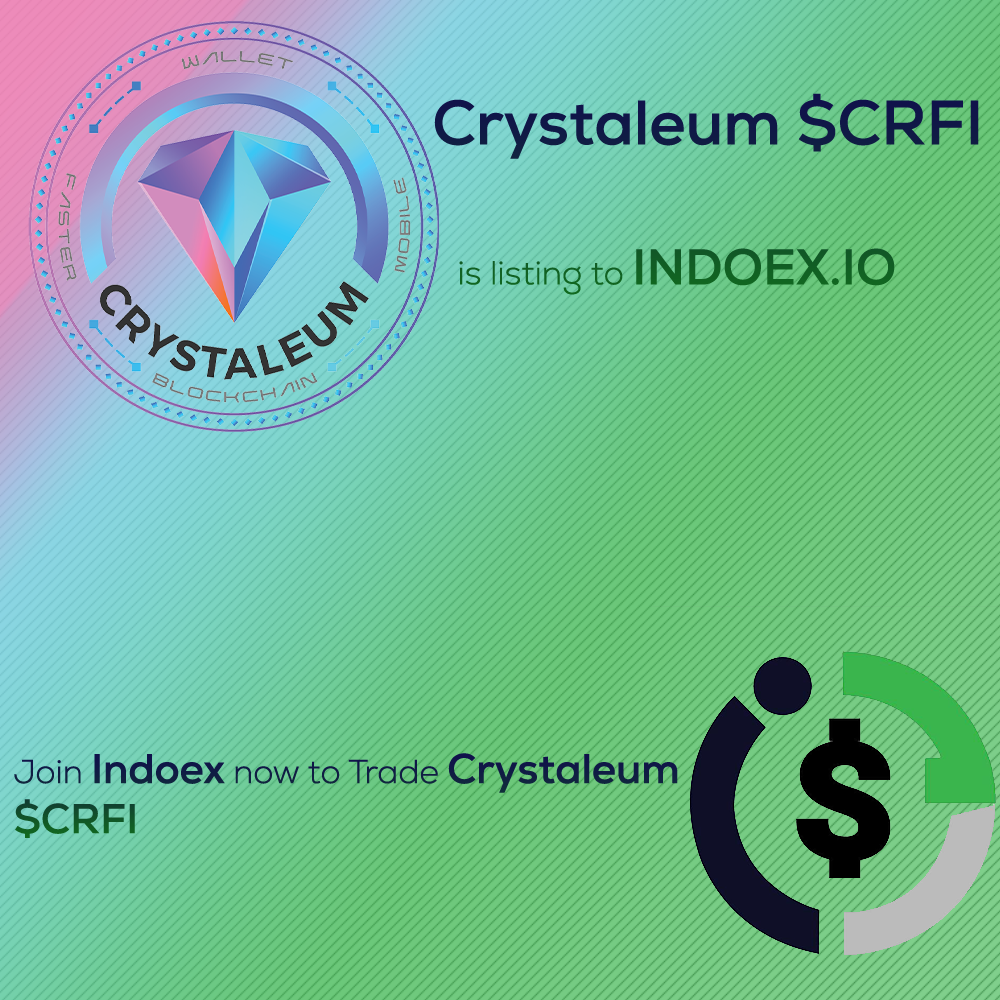 WALLET
FASTER
MOBILE
CRYSTALEUM
BLOCKCHAIN
Crystaleum $CRFI
is listing to INDOEX.IO
Join Indoex now to Trade Crystaleum
$CRFI
$